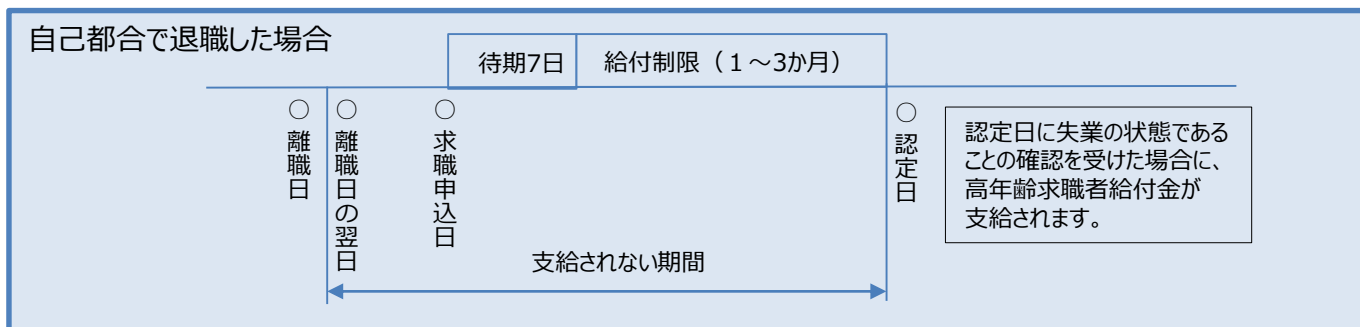 自己都合で退職した場合
待期7日
給付制限（１～3か月）
○離職日
○離職日の翌日
○求職申込日
○認定日
認定日に失業の状態である
ことの確認を受けた場合に、
高年齢求職者給付金が
支給されます。
支給されない期間